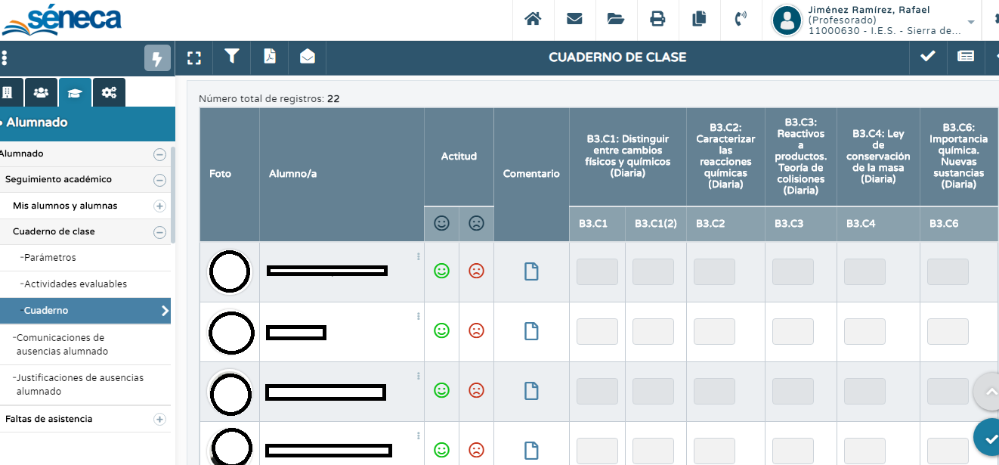 séneca
Jiménez Ramírez, Rafael
(Profesorado)
11000630 - I.E.S. - Sierra de...
CUADERNO DE CLASE
Alumnado
Alumnado
Seguimiento académico
Mis alumnos y alumnas
Cuaderno de clase
-Parámetros
-Actividades evaluables
-Cuaderno
-Comunicaciones de
ausencias alumnado
-Justificaciones de ausencias
alumnado
Faltas de asistencia
Número total de registros: 22
Foto
Alumno/a
Actitud
Comentario
B3.C1: Distinguir
entre cambios
físicos y químicos
(Diaria)
B3.C2:
Caracterizar
las
reacciones
químicas
(Diaria)
B3.C3:
Reactivos
a
productos.
Teoría de
colisiones
(Diaria)
B3.C4: Ley
de
conservación
de la masa
(Diaria)
B3.C6:
Importancia
química.
Nuevas
sustancias
(Diaria)
B3.C1
B3.C1(2)
B3.C2
B3.C3
B3.C4
B3.C6